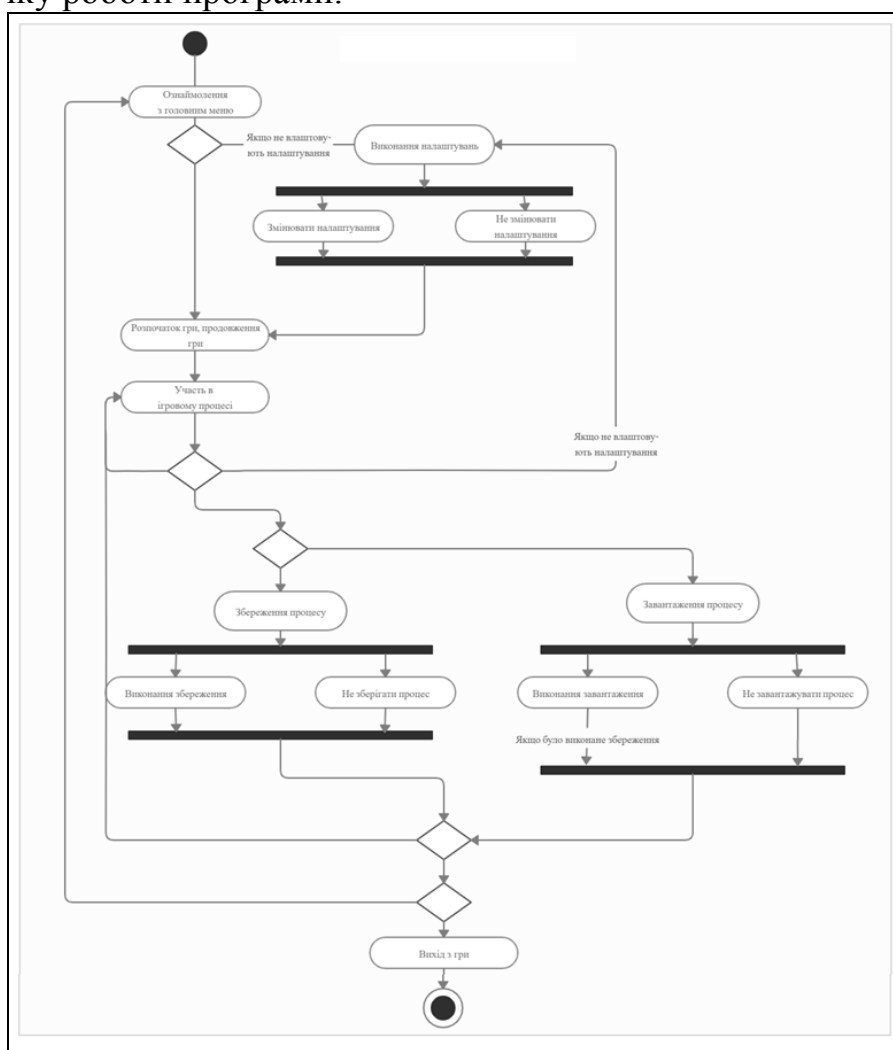 яку роботи програми.
Ознаймолення
з головним меню
Якщо не влаштову-
ють налаштування
Виконання налаштувань
Змінювати налаштування
Не змінювати
налаштування
Розпочаток гри, продовження
гри
Участь в
ігровому процесі
Якщо не влаштову-
ють налаштування
Збереження процесу
Завантаження процесу
Виконання збереження
Не зберігати процес
Виконання завантаження
Не завантажувати процес
Якщо було виконане збереження
Вихід з гри